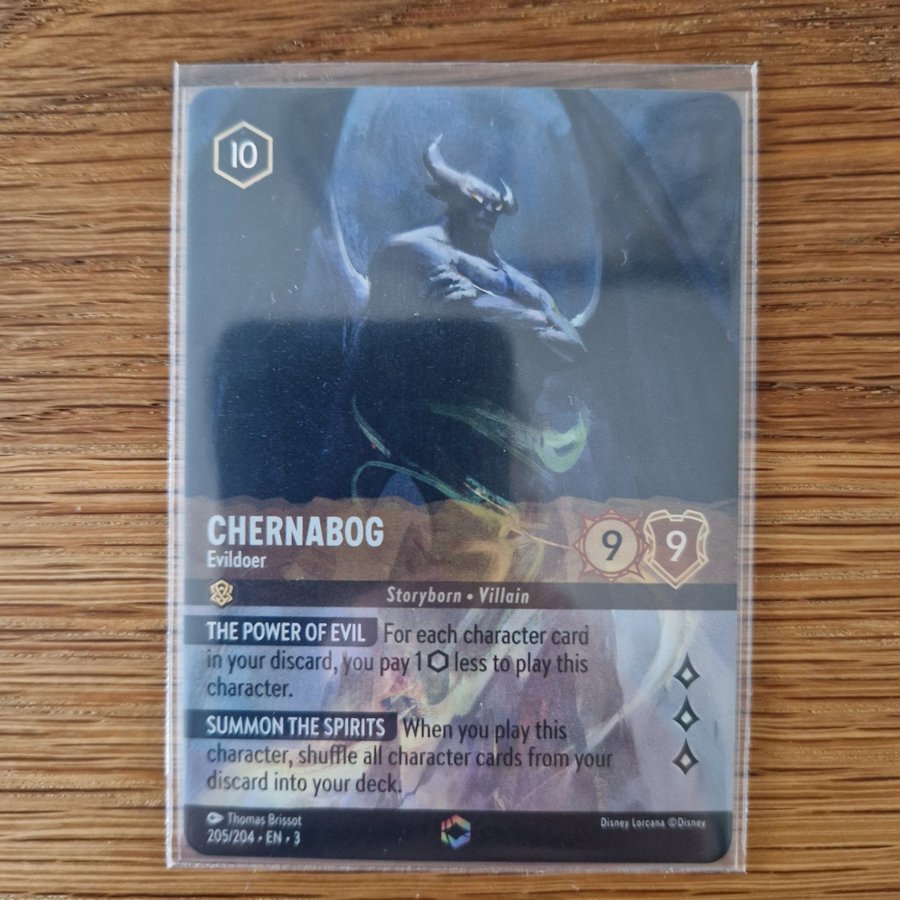 10
CHERNABOG
Evildoer
9 9
Storyborn • Villain
THE POWER OF EVIL For each character card
in your discard, you pay 1 less to play this
character.
SUMMON THE SPIRITS When you play this
character, shuffle all character cards from your
discard into your deck.
Thomas Brissot
205/204 • EN • 3
Disney Lorcana ©Disney